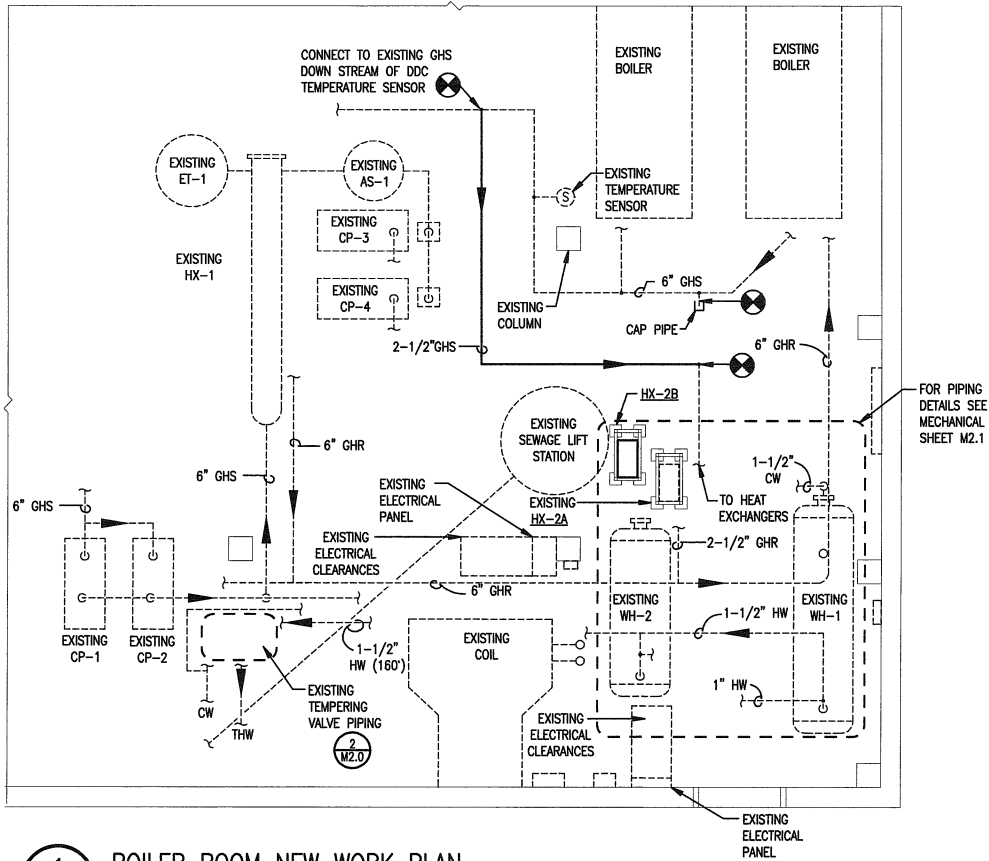 CONNECT TO EXISTING GHS
DOWN STREAM OF DDC
TEMPERATURE SENSOR
EXISTING
BOILER
EXISTING
BOILER
EXISTING
ET-1
EXISTING
AS-1
EXISTING
TEMPERATURE
SENSOR
S
EXISTING
CP-3
EXISTING
HX-1
EXISTING
CP-4
EXISTING
COLUMN
6" GHS
CAP PIPE
2-1/2"GHS
6" GHR
FOR PIPING
DETAILS SEE
MECHANICAL
SHEET M2.1
HX-2B
EXISTING
SEWAGE LIFT
STATION
6" GHR
6" GHS
1-1/2"
CW
EXISTING
ELECTRICAL
PANEL
EXISTING
HX-2A
TO HEAT
EXCHANGERS
6" GHS
EXISTING
ELECTRICAL
CLEARANCES
2-1/2" GHR
6" GHR
EXISTING
WH-2
1-1/2" HW
EXISTING
WH-1
EXISTING
CP-1
EXISTING
CP-2
1-1/2"
HW (160°)
EXISTING
COIL
1" HW
EXISTING
TEMPERING
VALVE PIPING
CW
THW
2
M2.0
EXISTING
ELECTRICAL
CLEARANCES
EXISTING
ELECTRICAL
PANEL